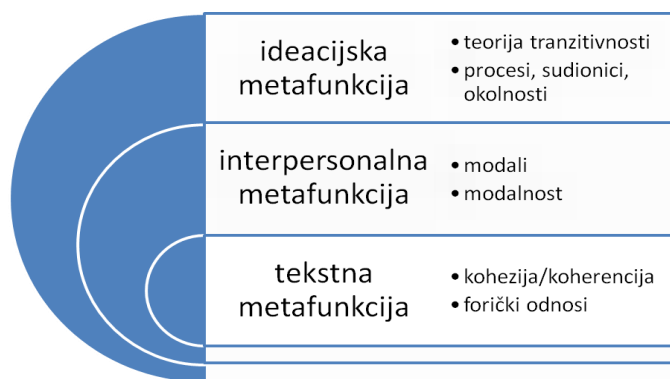 ideacijska
metafunkcija
• teorija tranzitivnosti
• procesi, sudionici,
okolnosti
interpersonalna
metafunkcija
• modali
• modalnost
tekstna
metafunkcija
• kohezija/koherencija
• forički odnosi